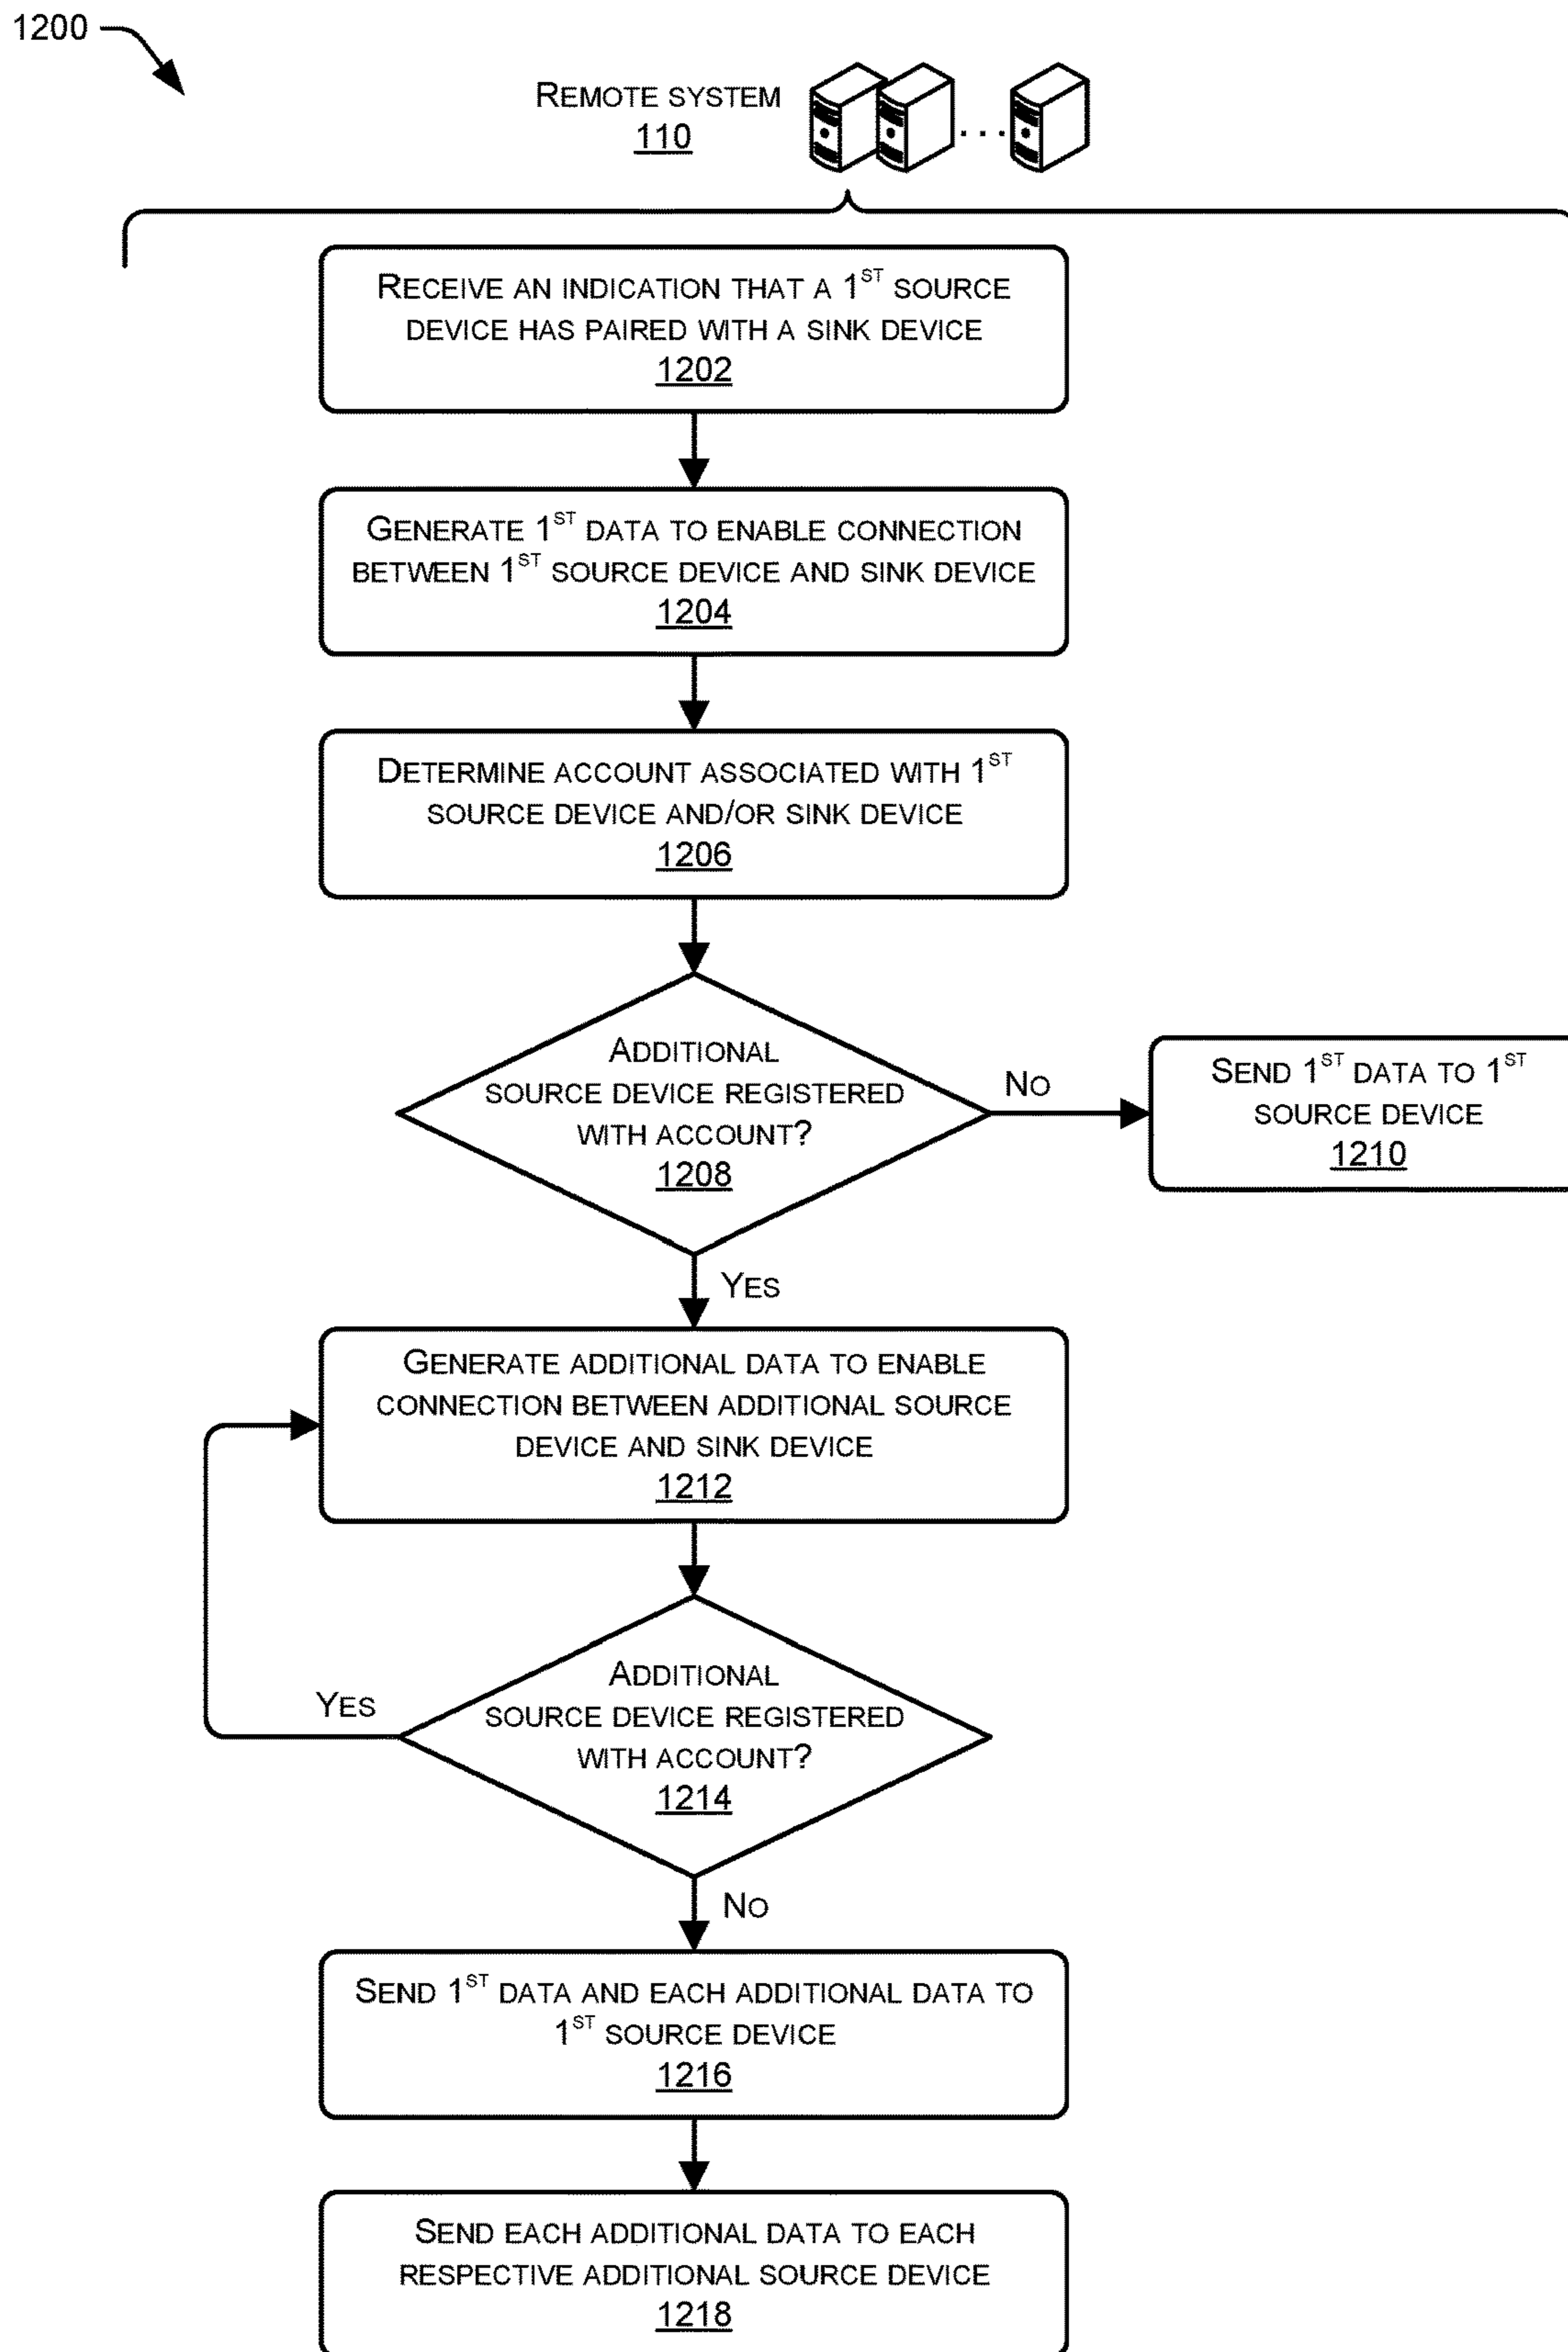 1200
REMOTE SYSTEM
110
RECEIVE AN INDICATION THAT A 1ST SOURCE
DEVICE HAS PAIRED WITH A SINK DEVICE
1202
GENERATE 1ST DATA TO ENABLE CONNECTION
BETWEEN 1ST SOURCE DEVICE AND SINK DEVICE
1204
DETERMINE ACCOUNT ASSOCIATED WITH 1ST
SOURCE DEVICE AND/OR SINK DEVICE
1206
ADDITIONAL
SOURCE DEVICE REGISTERED
WITH ACCOUNT?
1208
NO
SEND 1ST DATA TO 1ST
SOURCE DEVICE
1210
YES
GENERATE ADDITIONAL DATA TO ENABLE
CONNECTION BETWEEN ADDITIONAL SOURCE
DEVICE AND SINK DEVICE
1212
ADDITIONAL
SOURCE DEVICE REGISTERED
WITH ACCOUNT?
1214
YES
NO
SEND 1ST DATA AND EACH ADDITIONAL DATA TO
1ST SOURCE DEVICE
1216
SEND EACH ADDITIONAL DATA TO EACH
RESPECTIVE ADDITIONAL SOURCE DEVICE
1218